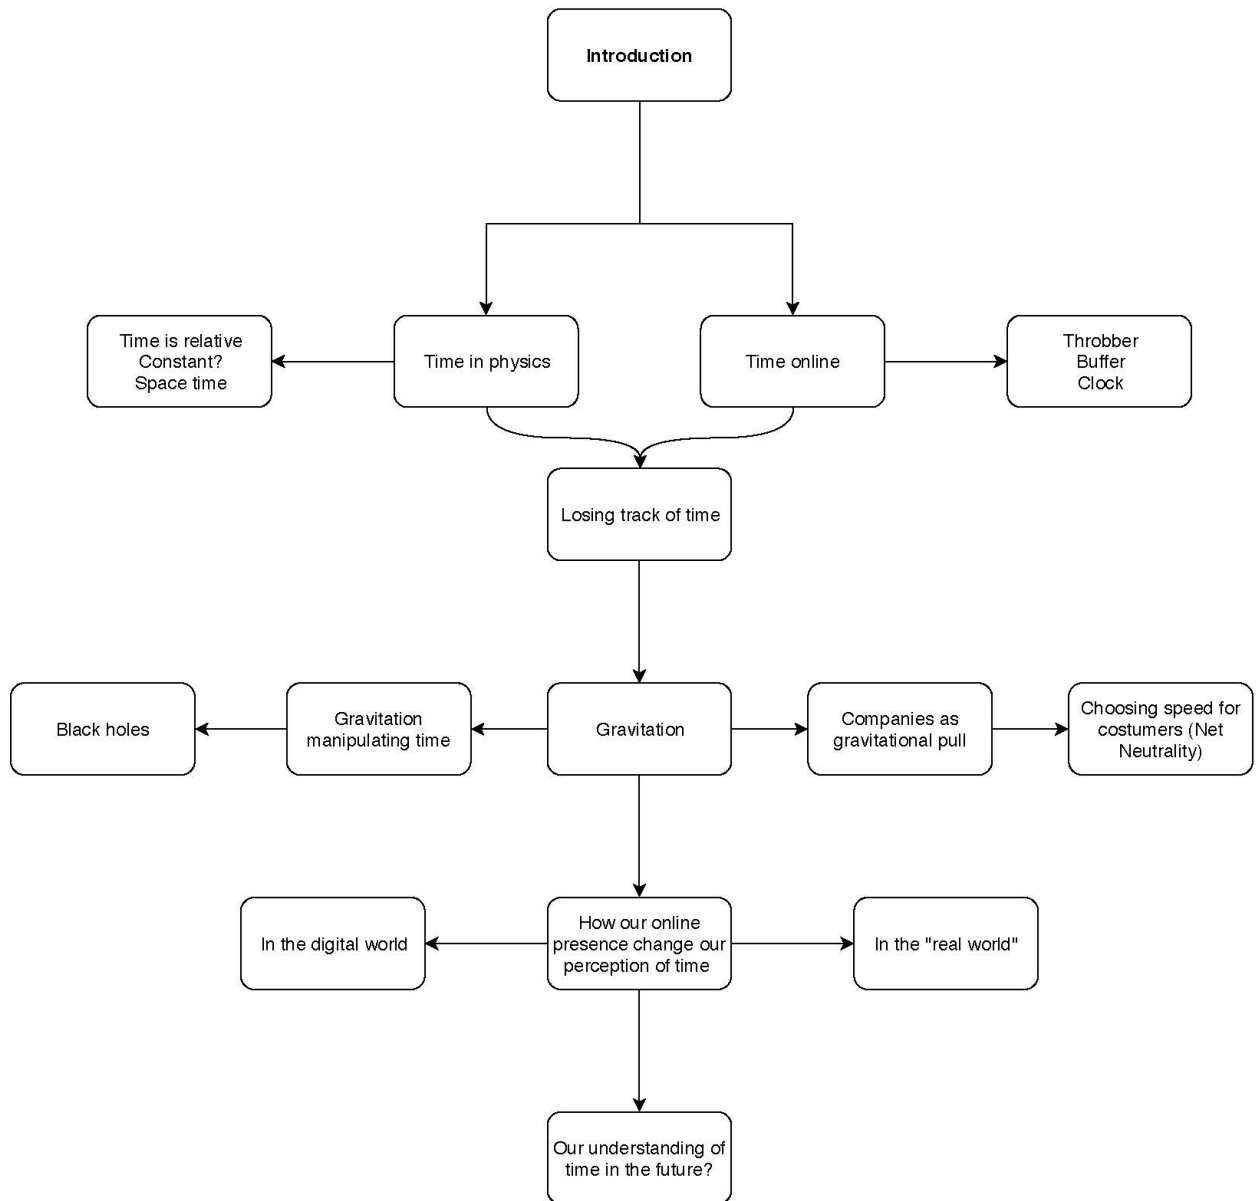 Introduction
Time is relative
Constant?
Space time
Time in physics
Time online
Throbber
Buffer
Clock
Losing track of time
Black holes
Gravitation
manipulating time
Gravitation
Companies as
gravitational pull
Choosing speed for
costumers (Net
Neutrality)
In the digital world
How our online
presence change our
perception of time
In the "real world"
Our understanding of
time in the future?